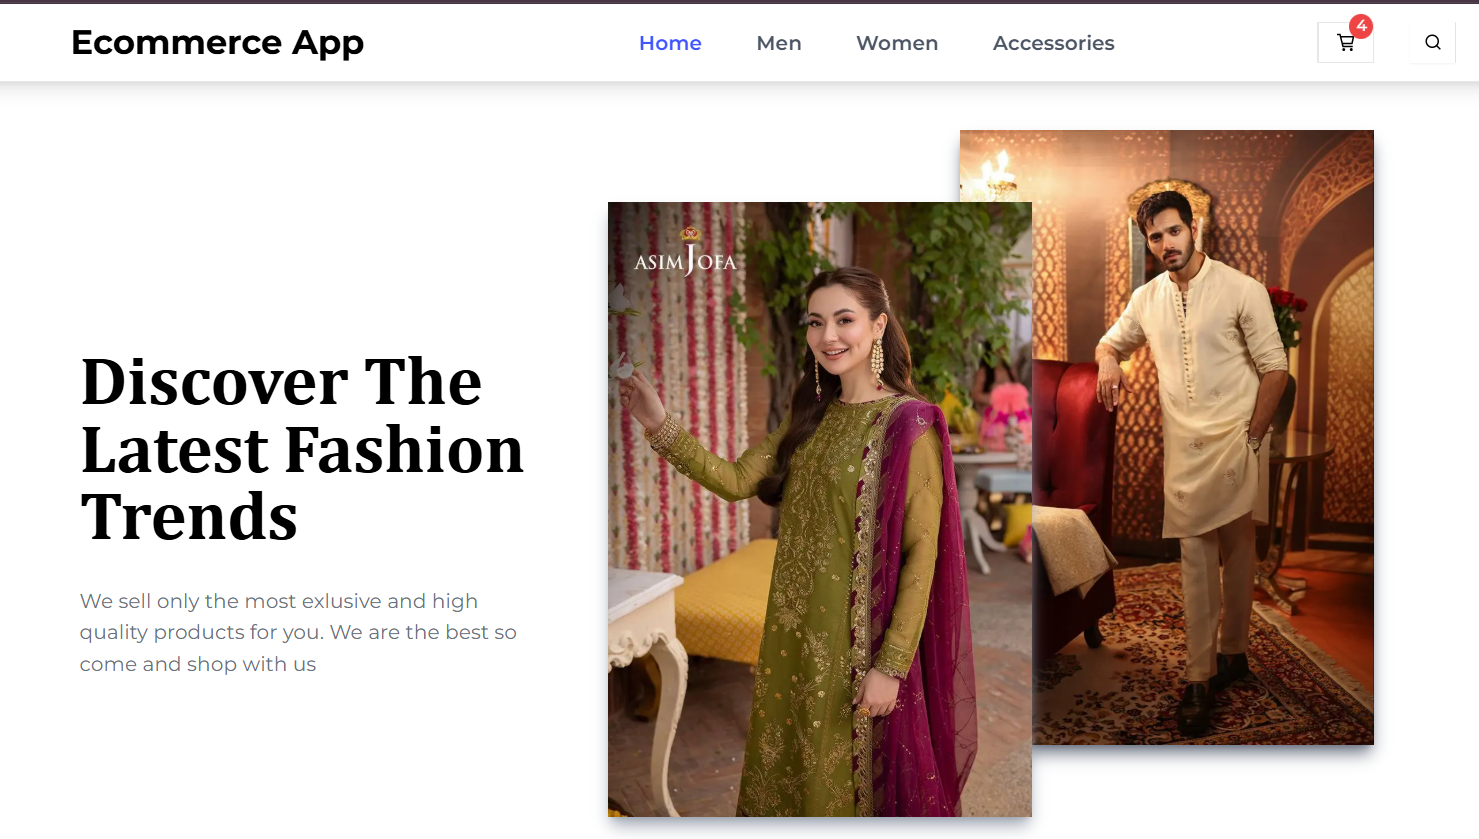 Ecommerce App
Home
Men
Women
Accessories
4
ASIM JOFA
Discover The
Latest Fashion
Trends
We sell only the most exlusive and high
quality products for you. We are the best so
come and shop with us